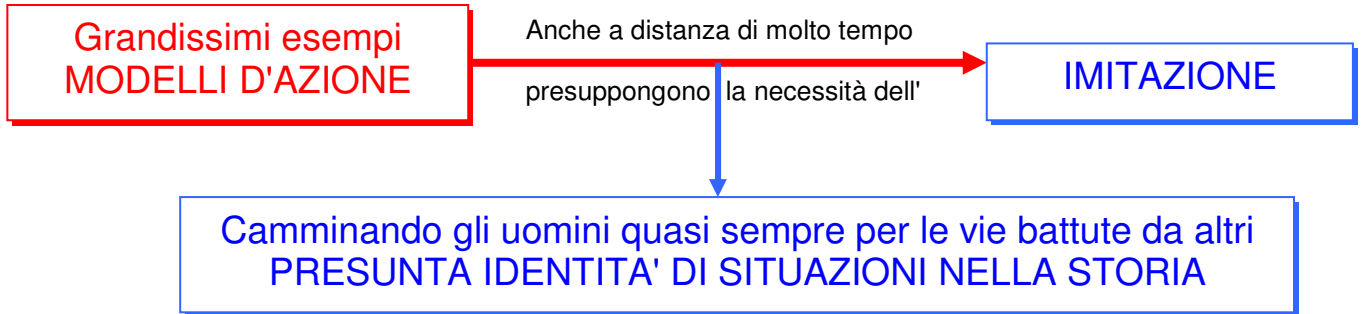 Grandissimi esempi
MODELLI D'AZIONE
Anche a distanza di molto tempo
presuppongono la necessità dell'
IMITAZIONE
Camminando gli uomini quasi sempre per le vie battute da altri
PRESUNTA IDENTITA' DI SITUAZIONI NELLA STORIA